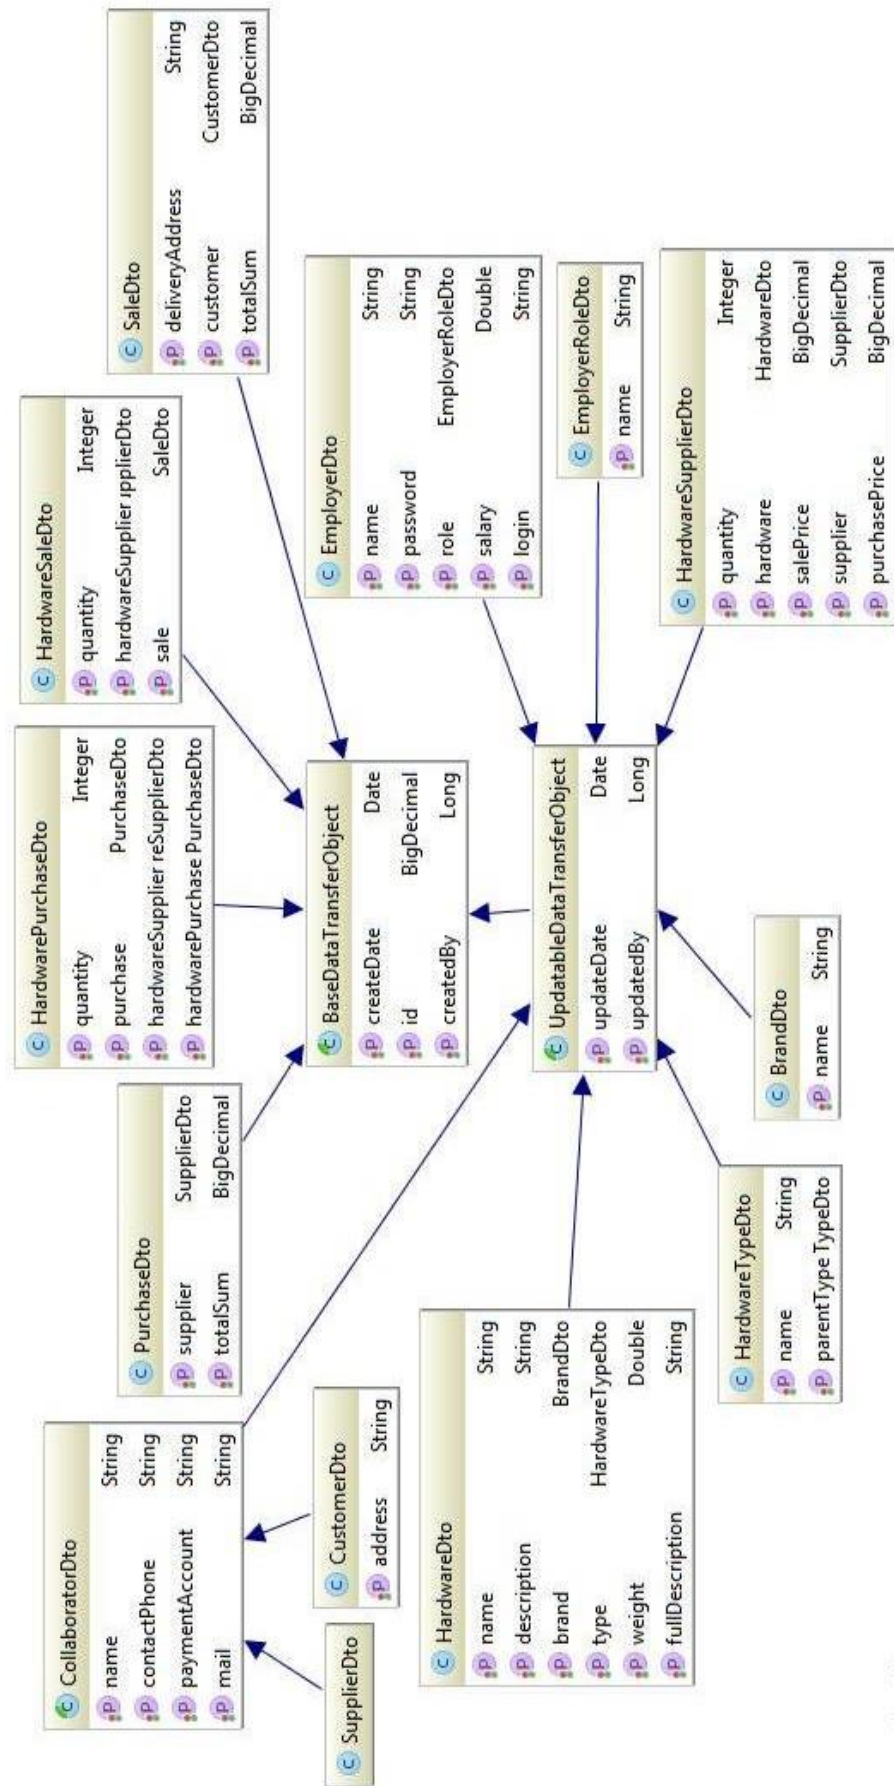 CollaboratorDto
name String
contactPhone String
paymentAccount String
mail String
SupplierDto
CustomerDto
address String
PurchaseDto
supplier SupplierDto
totalSum BigDecimal
HardwarePurchaseDto
quantity Integer
purchase PurchaseDto
hardwareSupplier reSupplierDto
hardwarePurchase PurchaseDto
HardwareSaleDto
quantity Integer
hardwareSupplier ıpplierDto
sale SaleDto
SaleDto
deliveryAddress String
customer CustomerDto
totalSum BigDecimal
BaseDataTransferObject
createDate Date
id BigDecimal
createdBy Long
EmployerDto
name String
password String
role EmployerRoleDto
salary Double
login String
HardwareDto
name String
description String
brand BrandDto
type HardwareTypeDto
weight Double
fullDescription String
UpdatableDataTransferObject
updateDate Date
updatedBy Long
EmployerRoleDto
name String
HardwareTypeDto
name String
parentType TypeDto
BrandDto
name String
HardwareSupplierDto
quantity Integer
hardware HardwareDto
salePrice BigDecimal
supplier SupplierDto
purchasePrice BigDecimal